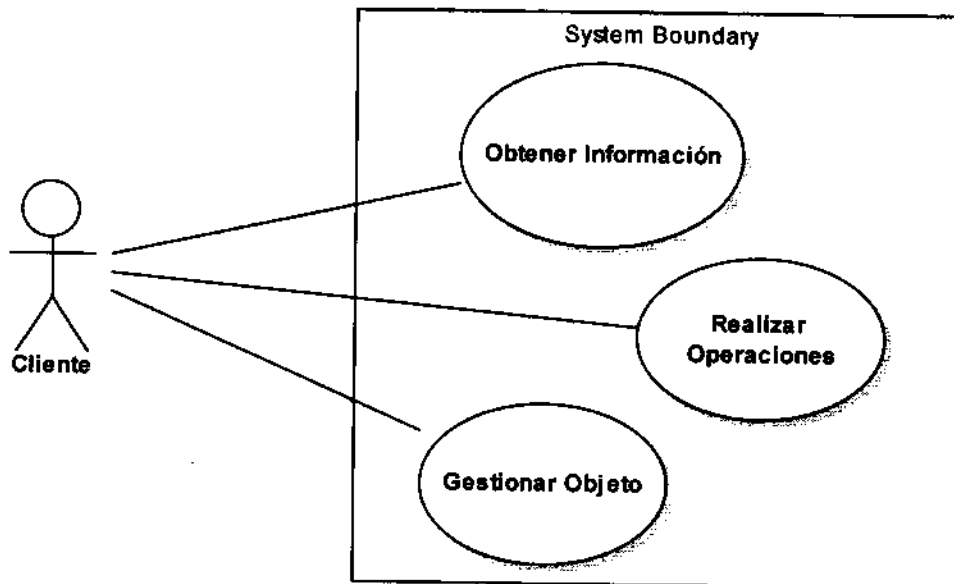 System Boundary
Obtener Información
Realizar
Operaciones
Cliente
Gestionar Objeto